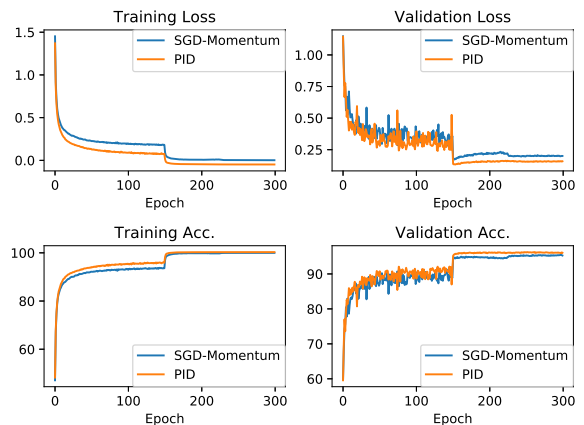 Training Loss
1.5
1.0
0.5
0.0
0
100
200
300
Epoch
SGD-Momentum
PID
Validation Loss
1.00
0.75
0.50
0.25
0
100
200
300
Epoch
SGD-Momentum
PID
Training Acc.
100
80
60
0
100
200
300
Epoch
SGD-Momentum
PID
Validation Acc.
90
80
70
60
0
100
200
300
Epoch
SGD-Momentum
PID